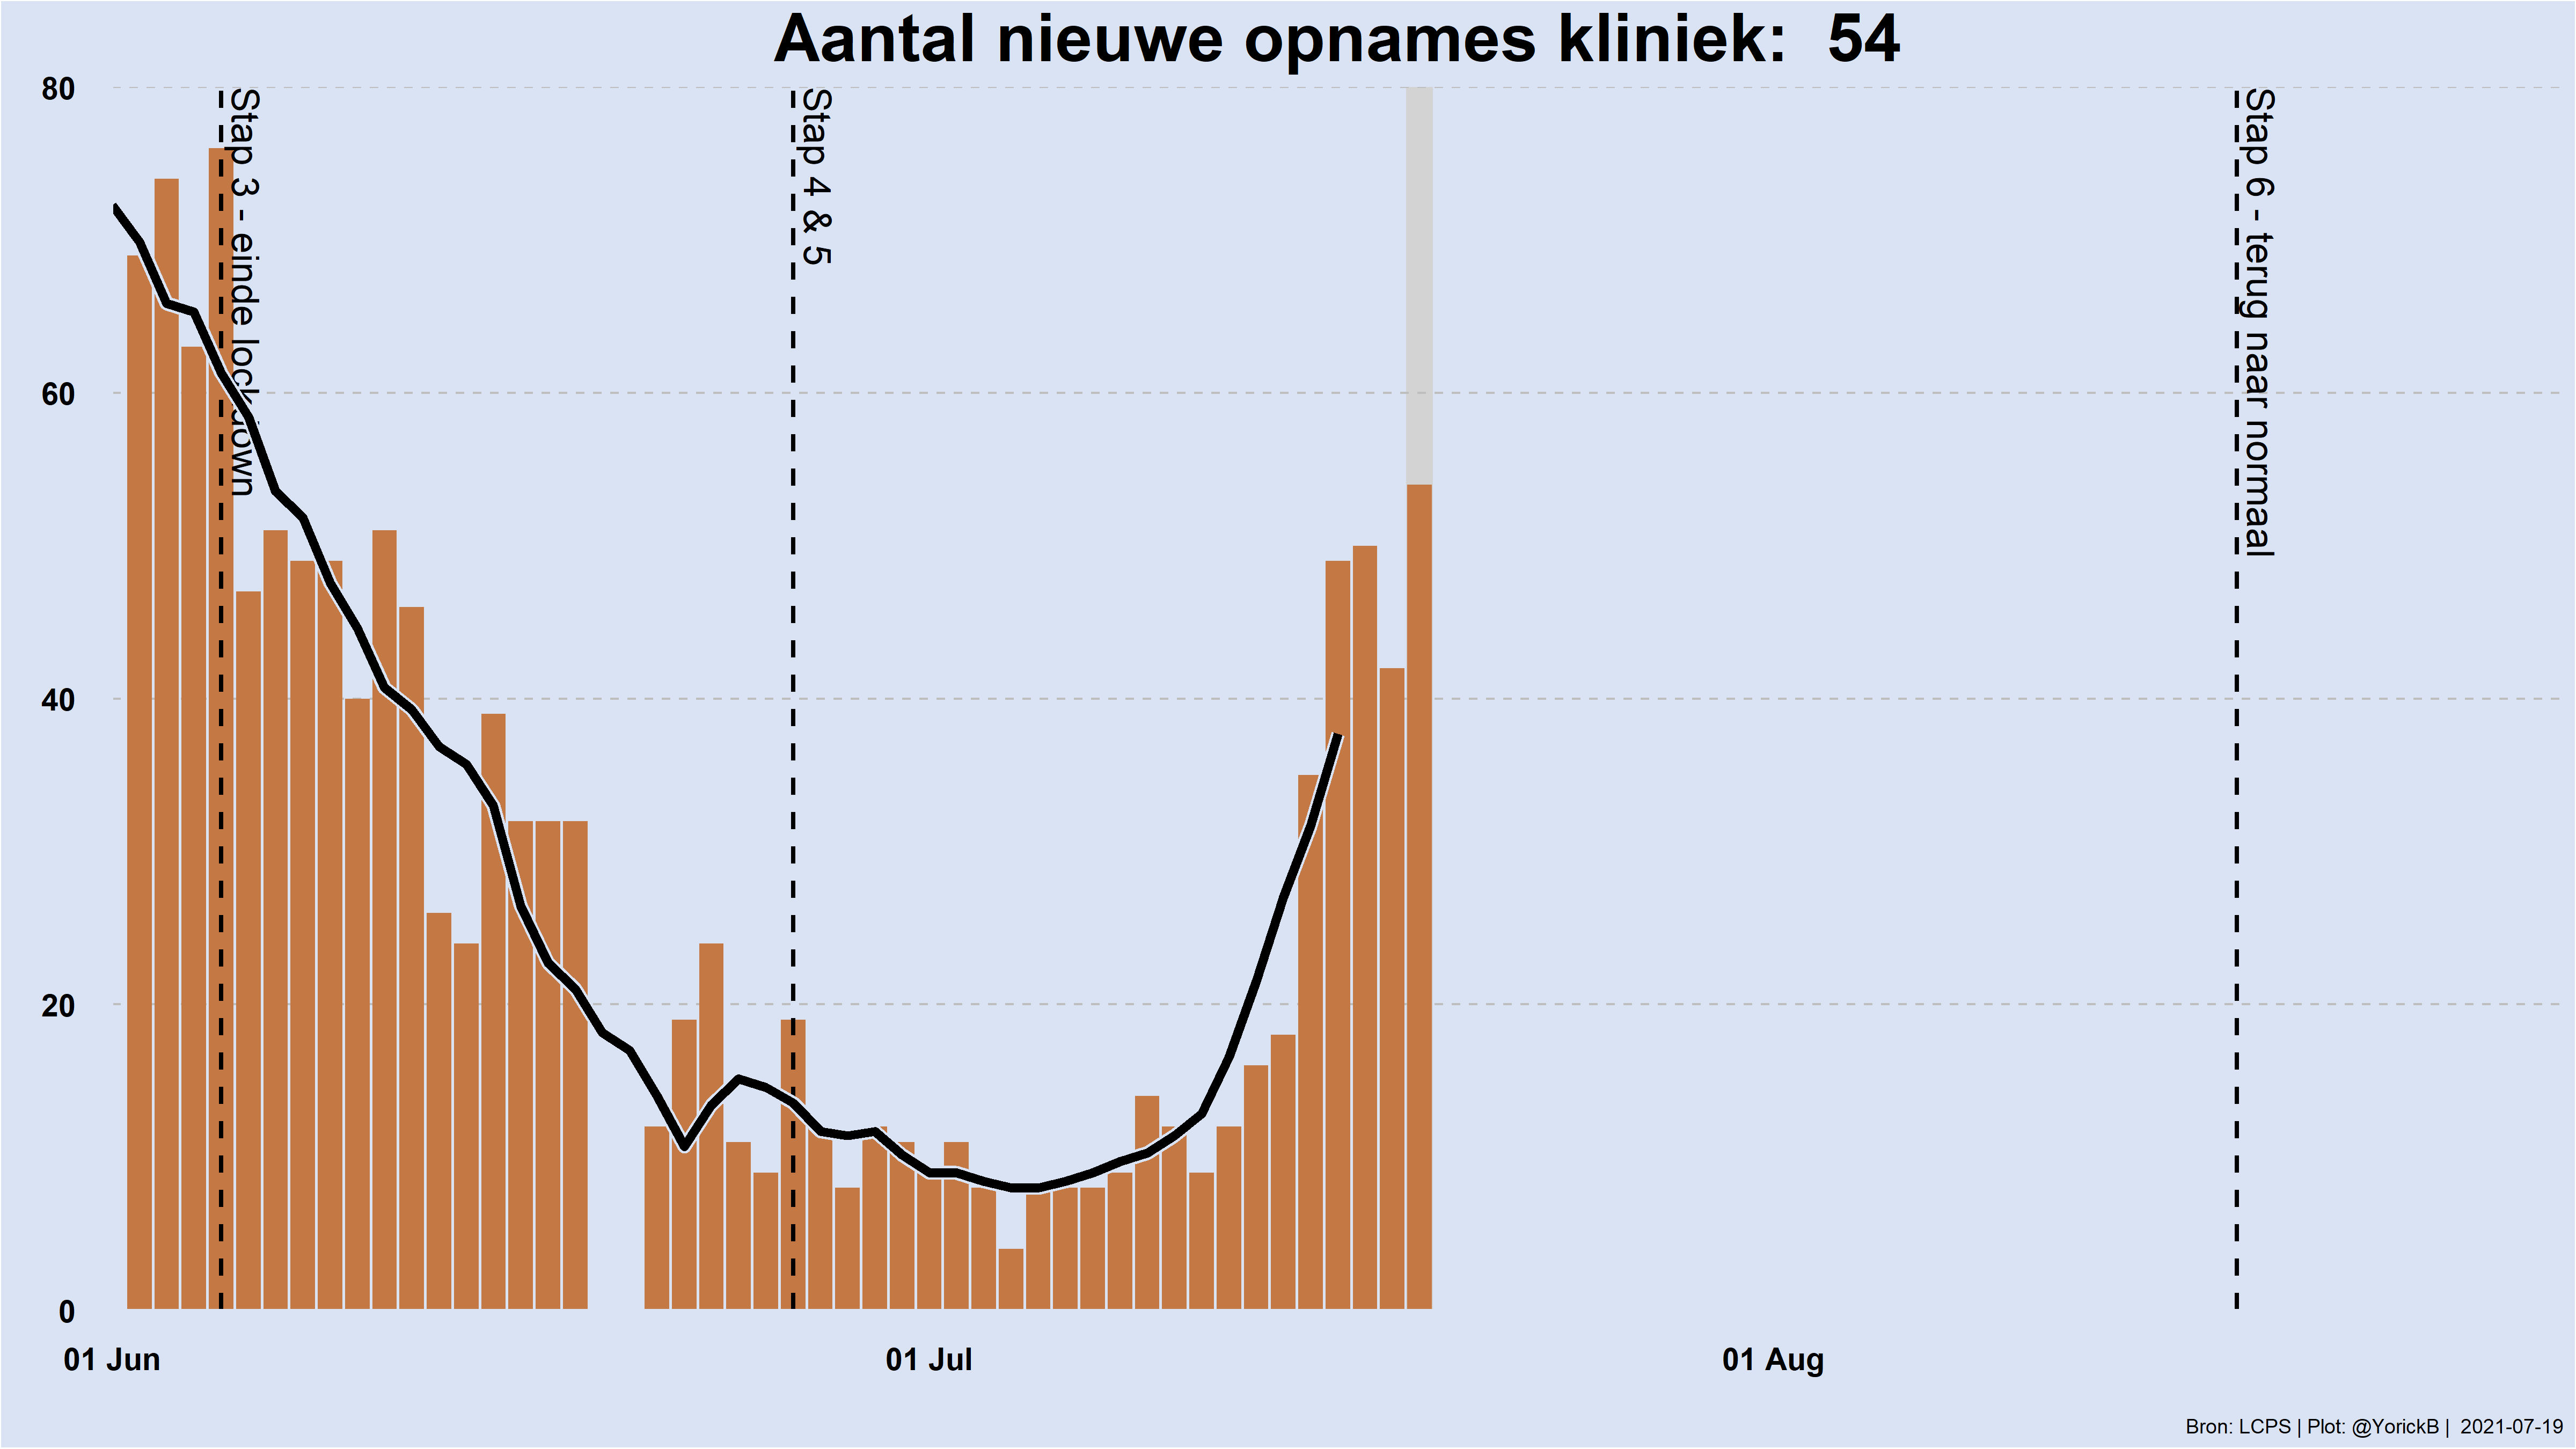 Aantal nieuwe opnames kliniek:  54
80
60
40
20
0
Stap 3 - einde lockdown
Stap 4 & 5
Stap 6 - terug naar normaal
01 Jun
01 Jul
01 Aug
Bron: LCPS | Plot: @YorickB |  2021-07-19